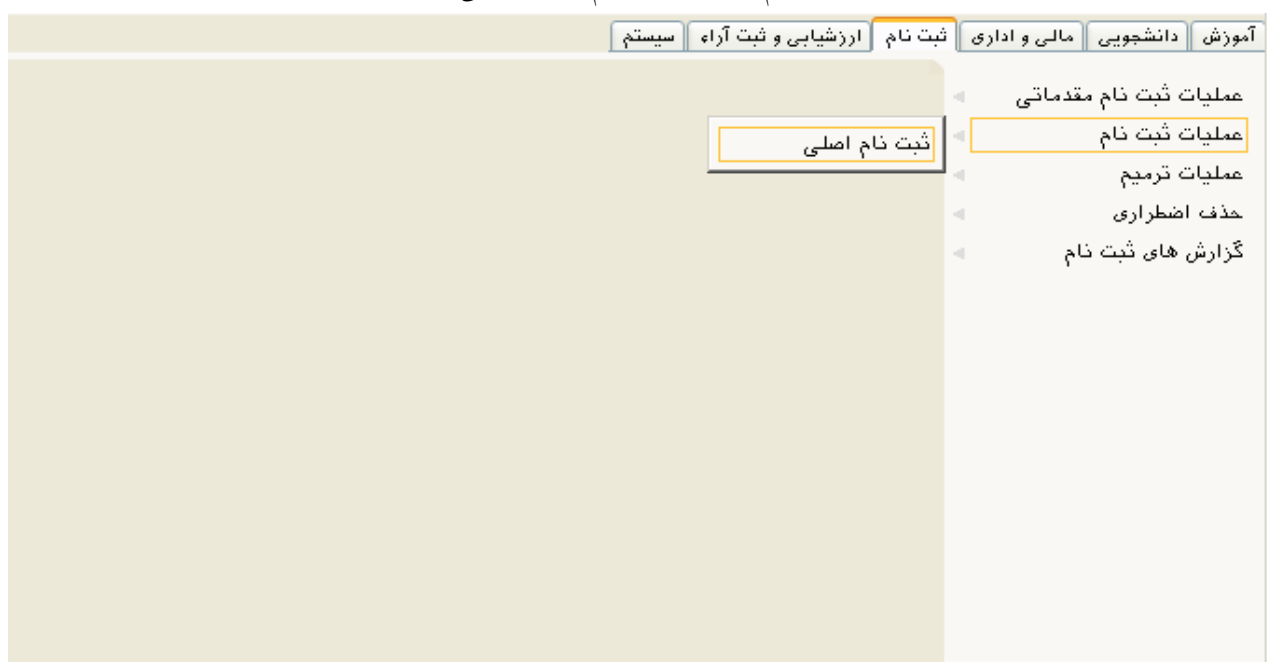 آموزش دانشجویی مالی و اداری ثبت نام ارزشیابی و ثبت آراء سیستم
عملیات ثبت نام مقدماتی
عملیات ثبت نام
ثبت نام اصلی
عملیات ترمیم
حذف اضطراری
گزارش های ثبت نام